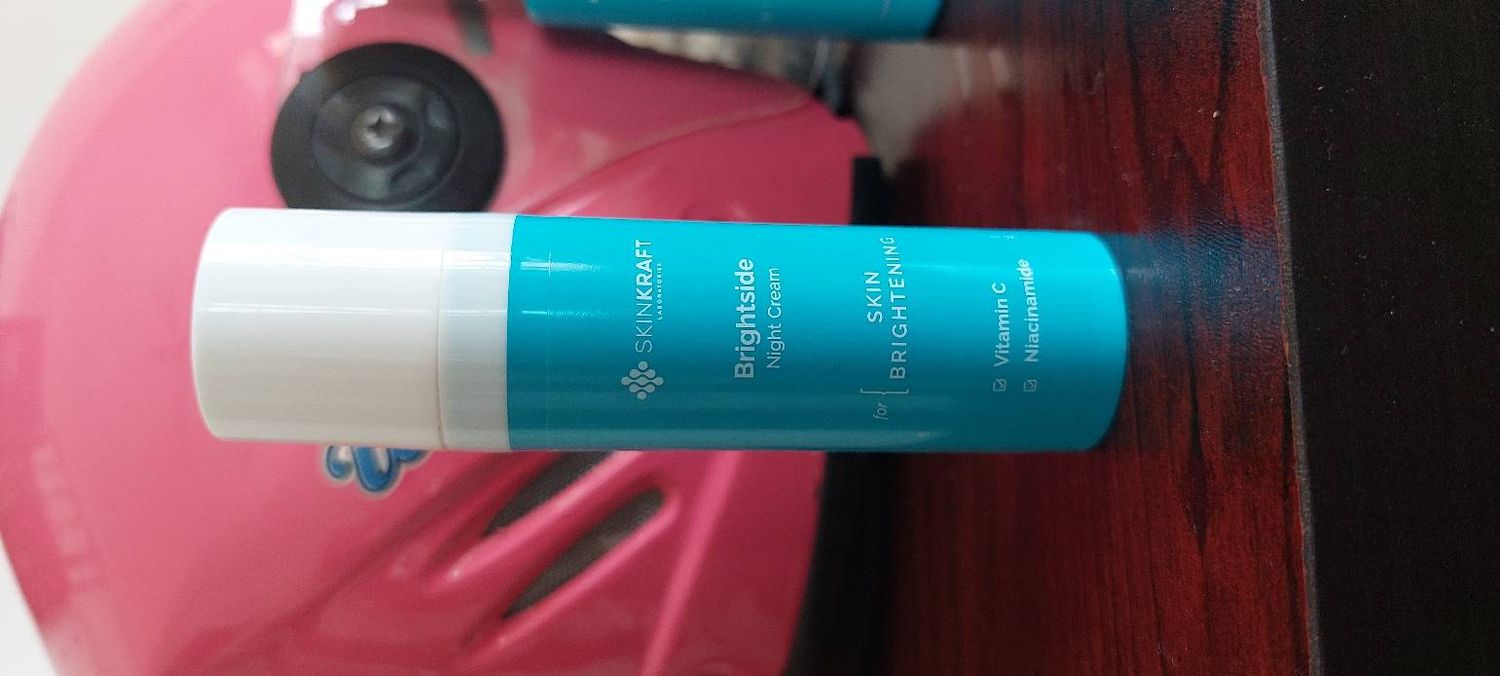 SKINKRAFT
LABORATORIES
Brightside
Night Cream
for { SKIN
BRIGHTENING
☑ Vitamin C
☑ Niacinamide